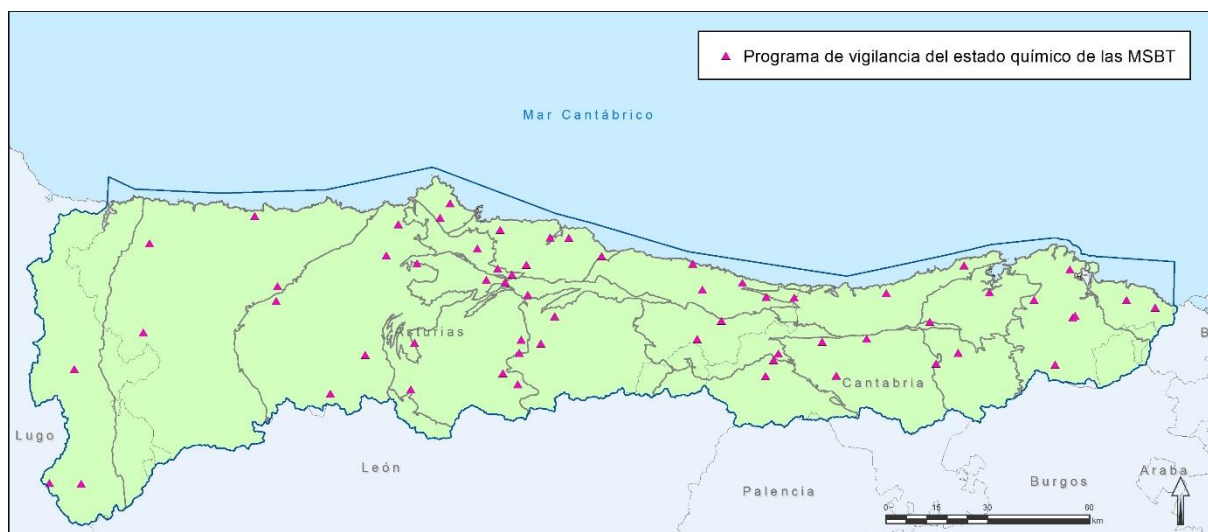 Programa de vigilancia del estado químico de las MSBT
Mar Cantábrico
Asturias
Cantabria
Lugo
León
Palencia
Burgos
Araba
B
0 15 30 60
km